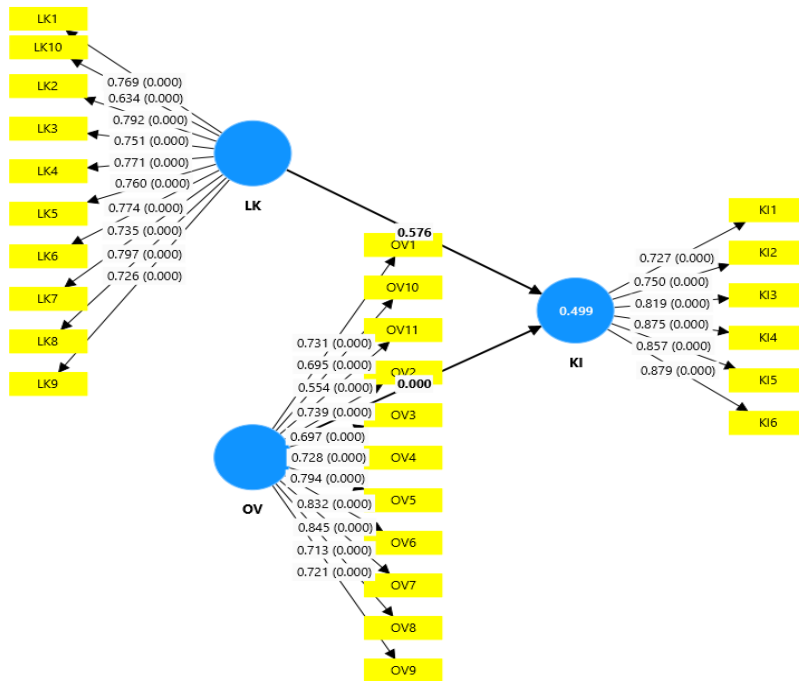 LK1
LK10
LK2
LK3
LK4
LK5
LK6
LK7
LK8
LK9
0.769 (0.000)
0.634 (0.000)
0.792 (0.000)
0.751 (0.000)
0.771 (0.000)
0.760 (0.000)
0.774 (0.000)
0.735 (0.000)
0.797 (0.000)
0.726 (0.000)
LK
0.576
OV1
OV10
OV11
OV2
0.000
OV3
OV4
OV5
OV6
OV7
OV8
OV9
0.731 (0.000)
0.695 (0.000)
0.554 (0.000)
0.739 (0.000)
0.697 (0.000)
0.728 (0.000)
0.794 (0.000)
0.832 (0.000)
0.845 (0.000)
0.713 (0.000)
0.721 (0.000)
OV
0.499
KI
0.727 (0.000)
0.750 (0.000)
0.819 (0.000)
0.875 (0.000)
0.857 (0.000)
0.879 (0.000)
KI1
KI2
KI3
KI4
KI5
KI6